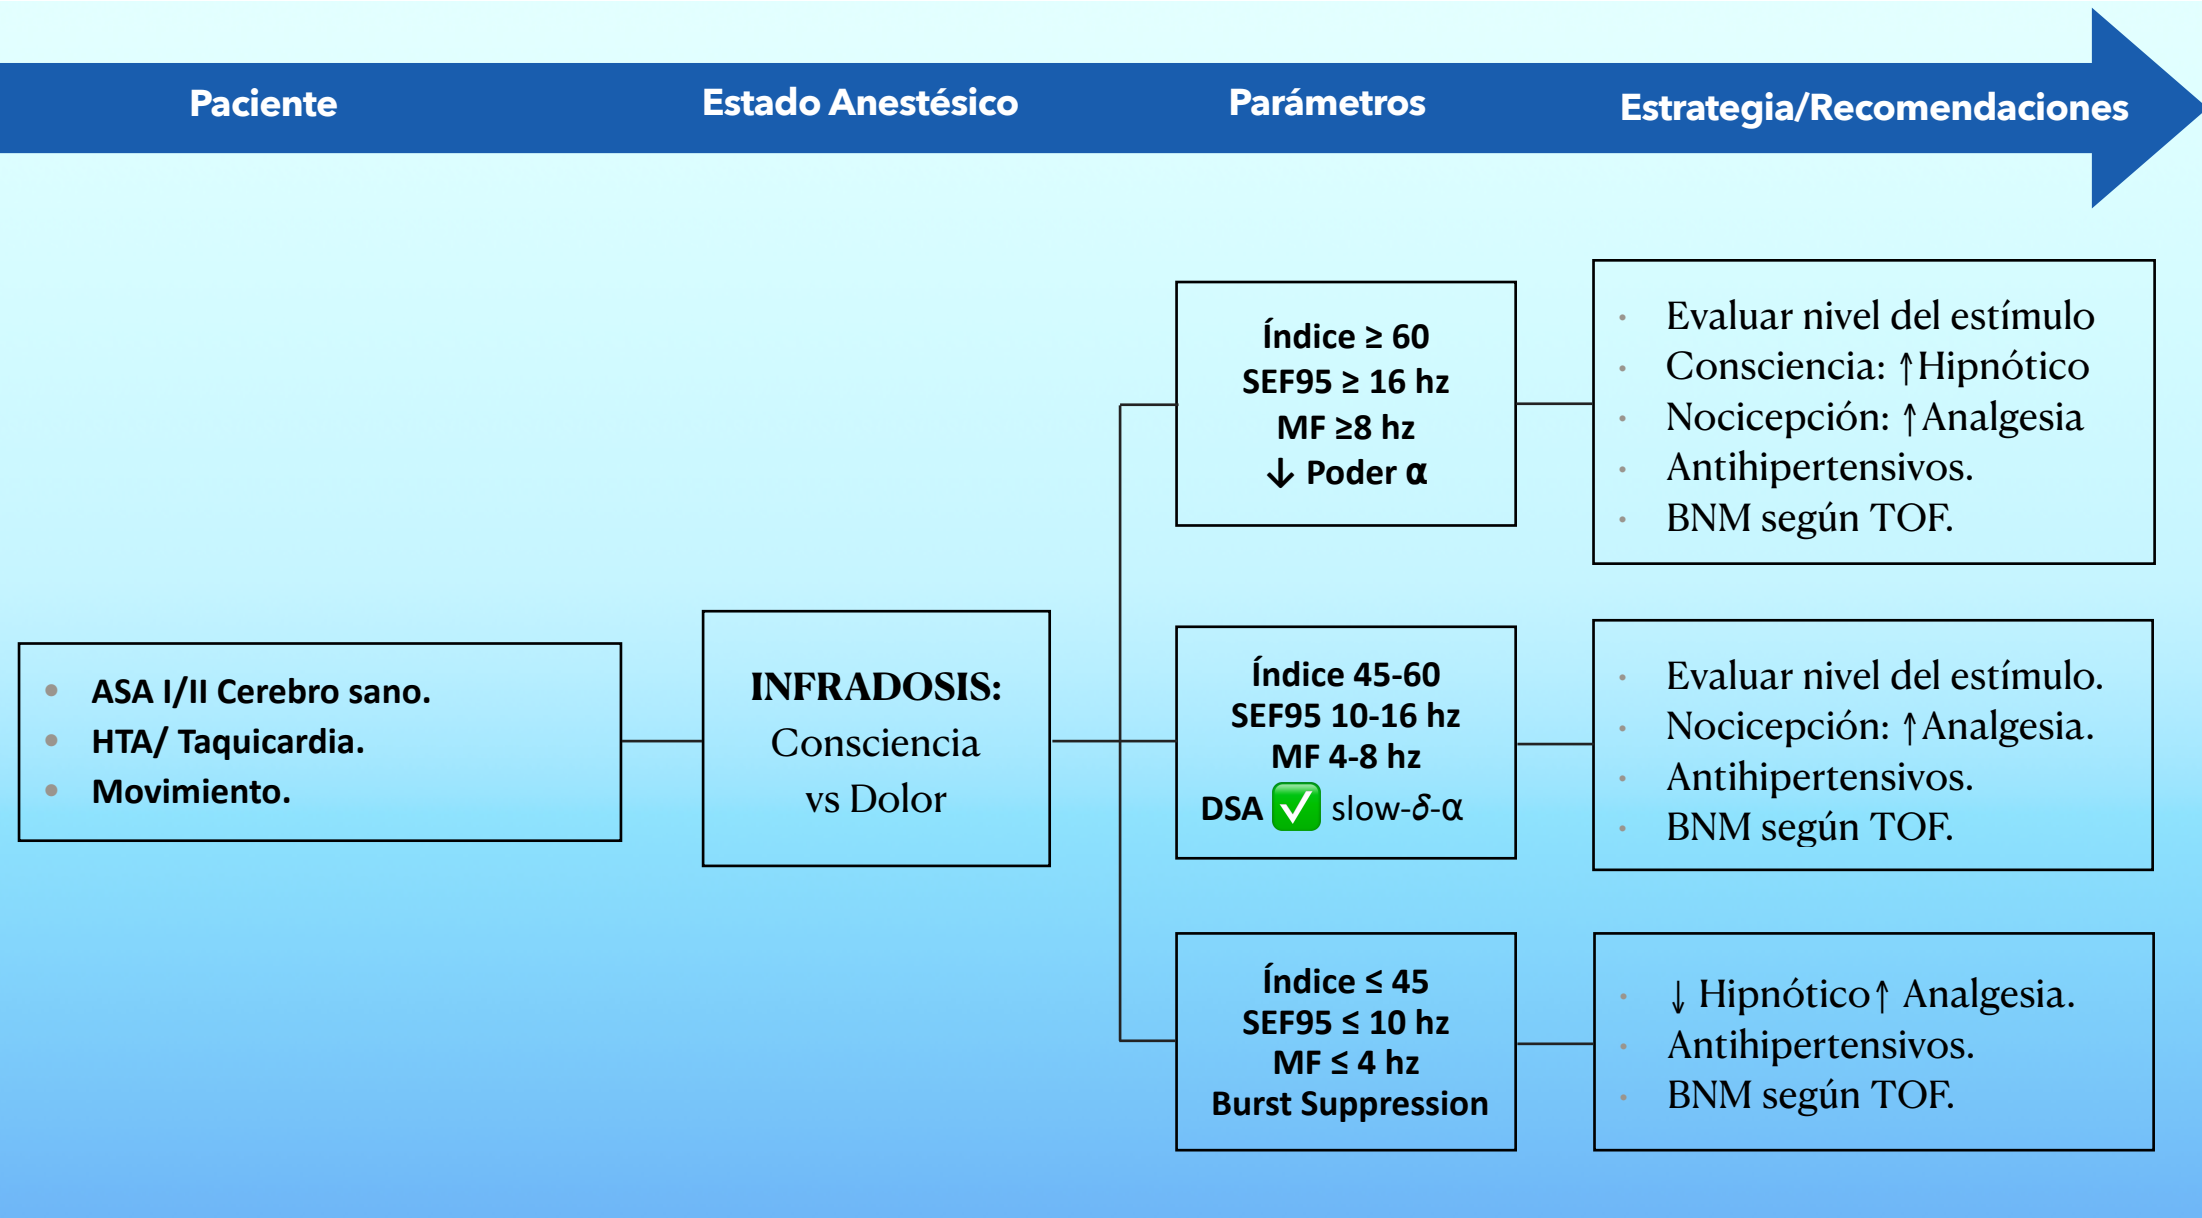 Paciente
Estado Anestésico
Parámetros
Estrategia/Recomendaciones
• ASA I/II Cerebro sano.
• HTA/ Taquicardia.
• Movimiento.
INFRADOSIS:
Consciencia
vs Dolor
Índice ≥ 60
SEF95 ≥ 16 hz
MF ≥8 hz
↓ Poder α
· Evaluar nivel del estímulo
· Consciencia: ↑Hipnótico
· Nocicepción: ↑Analgesia
· Antihipertensivos.
· BNM según TOF.
Índice 45-60
SEF95 10-16 hz
MF 4-8 hz
DSA ✅ slow-δ-α
· Evaluar nivel del estímulo.
· Nocicepción: ↑Analgesia.
· Antihipertensivos.
· BNM según TOF.
Índice ≤ 45
SEF95 ≤ 10 hz
MF ≤ 4 hz
Burst Suppression
· ↓ Hipnótico↑ Analgesia.
· Antihipertensivos.
· BNM según TOF.